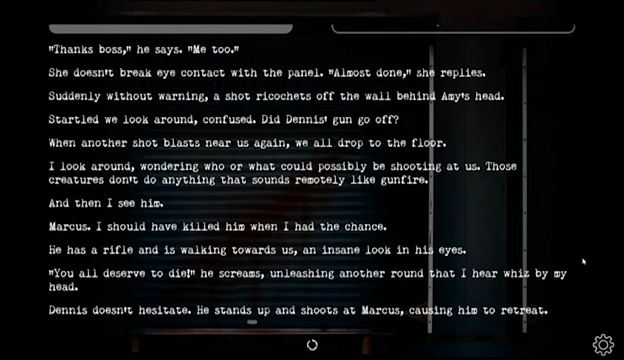 "Thanks boss," he says. "Me too."
She doesn't break eye contact with the panel. "Almost done," she replies.
Suddenly without warning, a shot ricochets off the wall behind Amy's head.
Startled we look around, confused. Did Dennis' gun go off?
When another shot blasts near us again, we all drop to the floor.
I look around, wondering who or what could possibly be shooting at us. Those
creatures don't do anything that sounds remotely like gunfire.
And then I see him.
Marcus. I should have killed him when I had the chance.
He has a rifle and is walking towards us, an insane look in his eyes.
"You all deserve to die!" he screams, unleashing another round that I hear whiz by my
head.
Dennis doesn't hesitate. He stands up and shoots at Marcus, causing him to retreat.